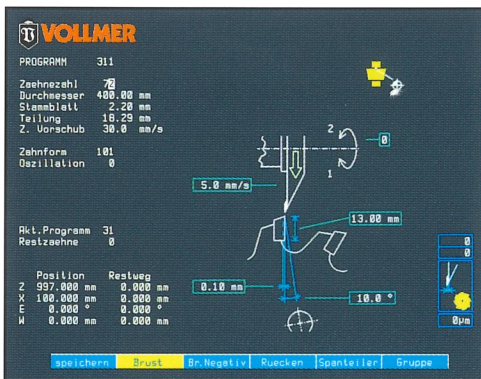 VOLLMER
PROGRAMM 311
Zaehnezahl 72
Durchmesser 400.00 mm
Stammblatt 2.20 mm
Teilung 18.29 mm
Z. Vorschub 30.0 mm/s
Zahnform 101
Oszillation 0
2
0
1
5.0 mm/s
13.00 mm
Akt.Programm 31
Restzaehne 0
0
0
Position Restweg
Z 997.000 mm 0.000 mm
X 100.000 mm 0.000 mm
E 0.000 ° 0.000 °
W 0.000 mm 0.000 mm
0.10 mm
10.0 °
0µm
speichern Brust Br.Negativ Ruecken Spanteiler Gruppe